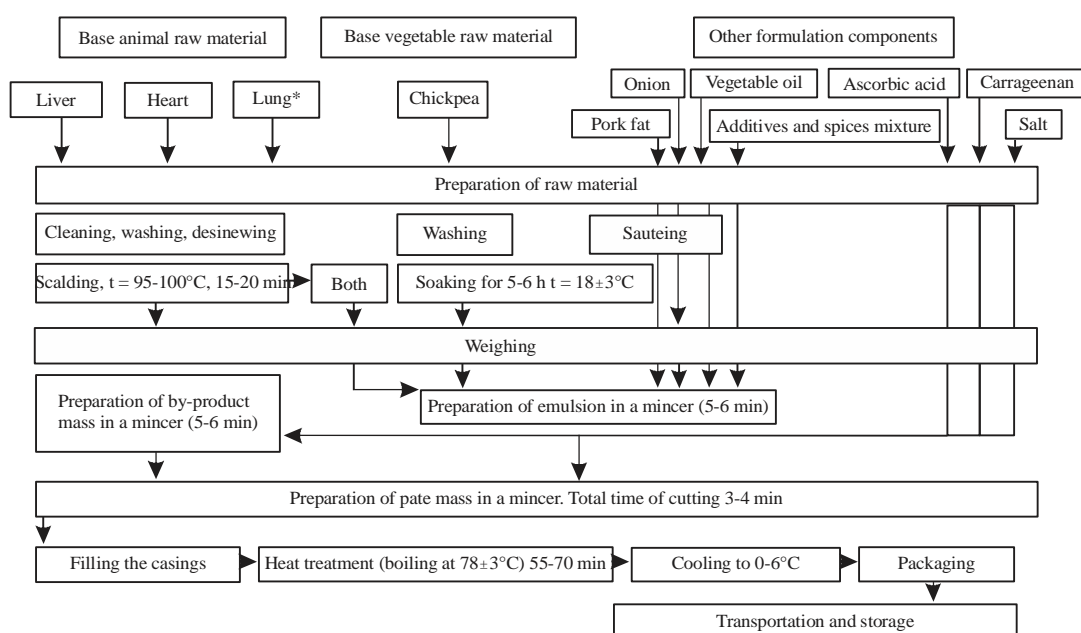 Base animal raw material
Base vegetable raw material
Other formulation components
Liver
Heart
Lung*
Chickpea
Onion
Vegetable oil
Ascorbic acid
Carrageenan
Pork fat
Additives and spices mixture
Salt
Preparation of raw material
Cleaning, washing, desinewing
Washing
Sauteing
Scalding, t = 95-100°C, 15-20 min
Both
Soaking for 5-6 h t = 18±3°C
Weighing
Preparation of by-product
mass in a mincer (5-6 min)
Preparation of emulsion in a mincer (5-6 min)
Preparation of pate mass in a mincer. Total time of cutting 3-4 min
Filling the casings
Heat treatment (boiling at 78±3°C) 55-70 min
Cooling to 0-6°C
Packaging
Transportation and storage